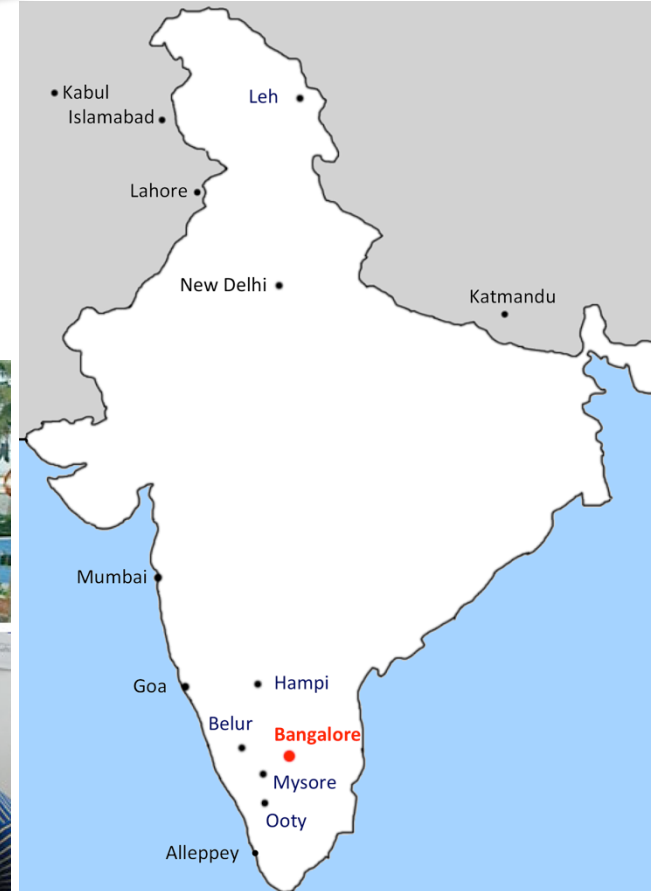 Kabul
Leh
Islamabad
Lahore
New Delhi
Katmandu
Mumbai
Hampi
Goa
Belur
Bangalore
Mysore
Ooty
Alleppey